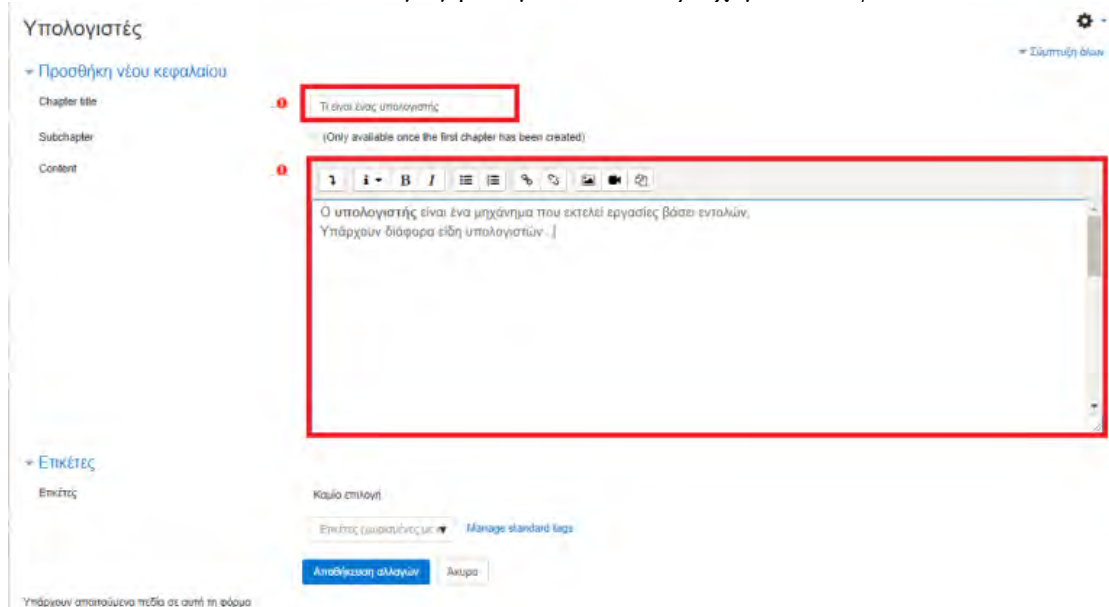 Υπολογιστές
Σύμπτυξη όλων
Προσθήκη νέου κεφαλαίου
Chapter title
Τι είναι ένας υπολογιστής
Subchapter
(Only available once the first chapter has been created)
Content
B I
Ο υπολογιστής είναι ένα μηχάνημα που εκτελεί εργασίες βάσει εντολών.
Υπάρχουν διάφορα είδη υπολογιστών...
Ετικέτες
Ετικέτες
Καμία επιλογή
Ετικέτες (χωρισμένες με
Manage standard tags
Αποθήκευση αλλαγών
Άκυρο
Υπάρχουν απαιτούμενα πεδία σε αυτή τη φόρμα